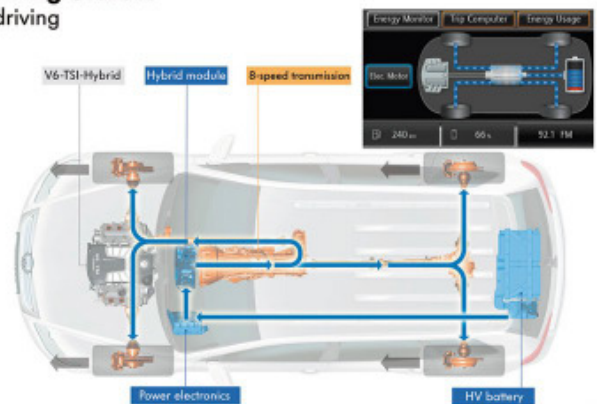 driving
Energy Monitor
Trip Computer
Energy Usage
V6-TSI-Hybrid
Hybrid module
8-speed transmission
Elec. Motor
240
66
92.1 FM
Power electronics
HV battery